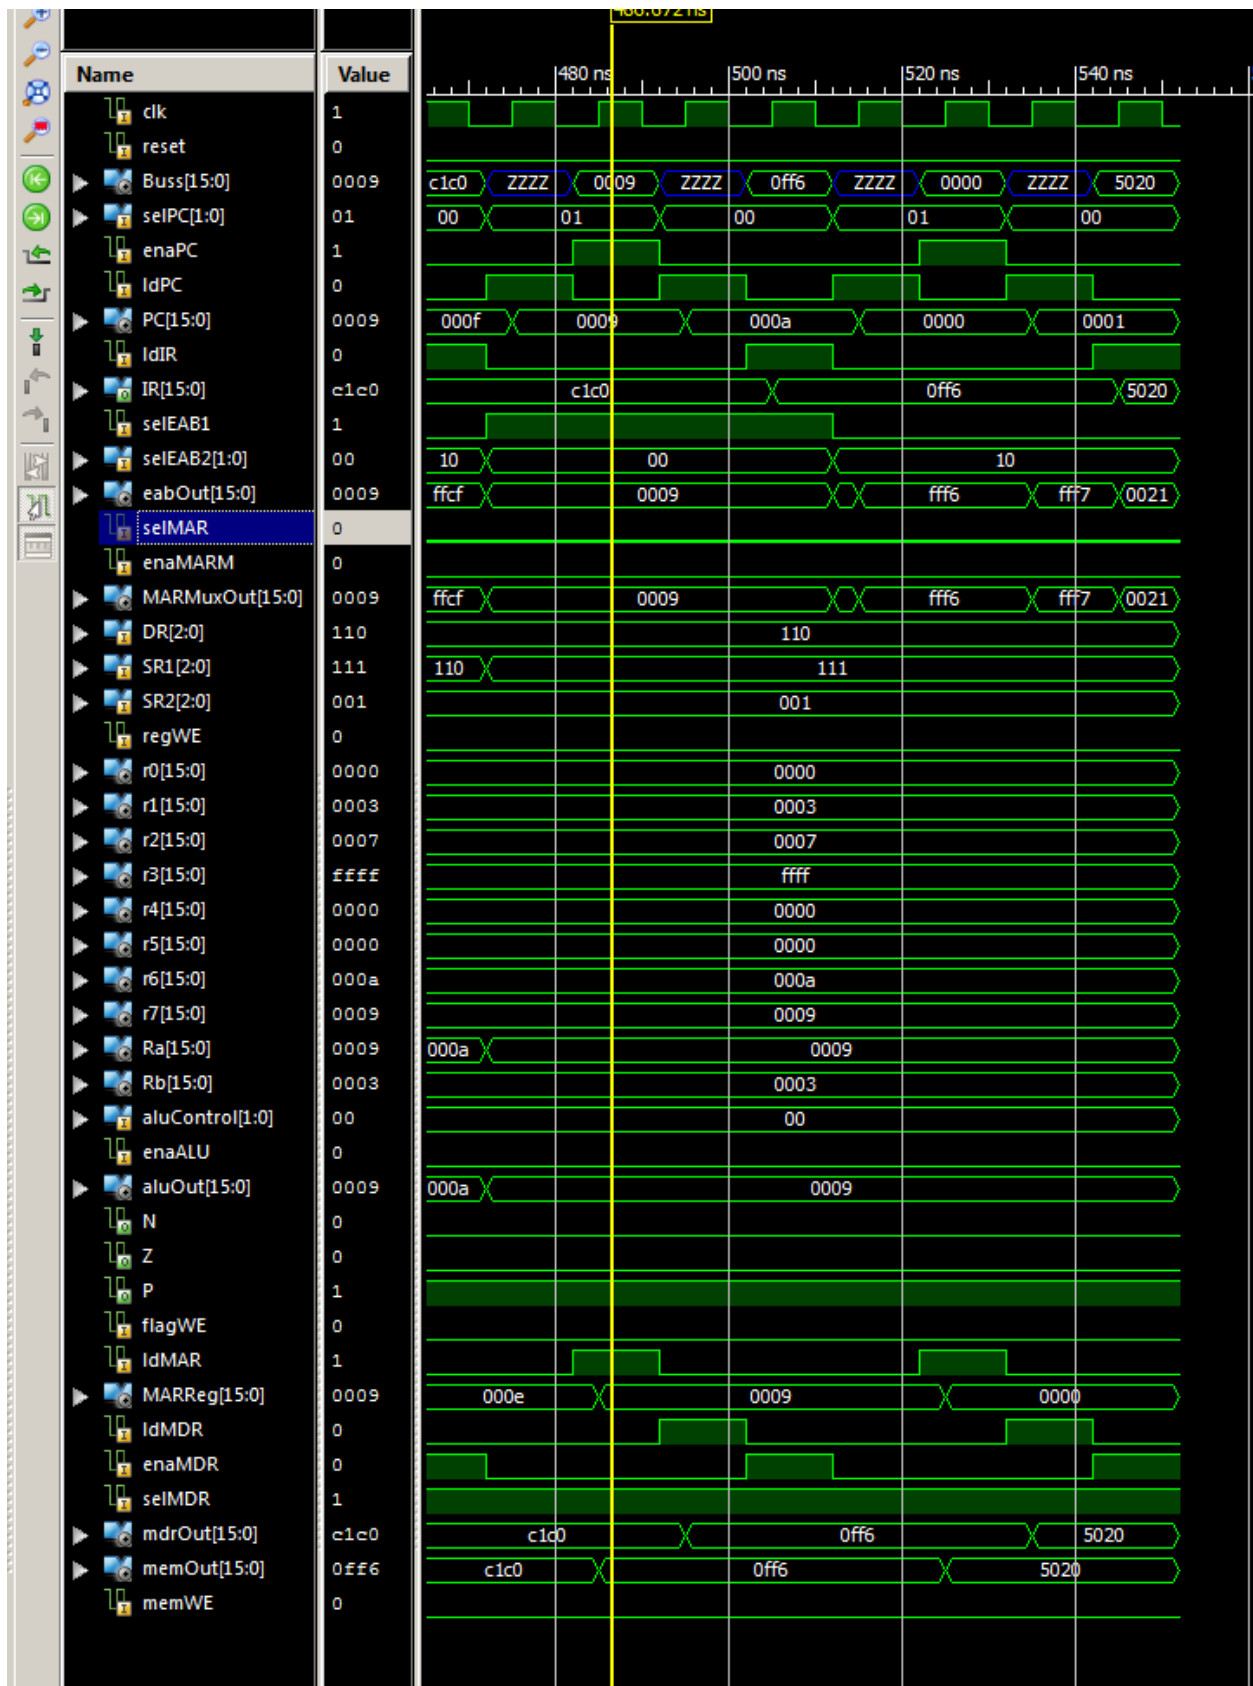 486.672 ns
Name Value 480 ns 500 ns 520 ns 540 ns
clk 1
reset 0
Buss[15:0] 0009 c1c0 ZZZZ 0009 ZZZZ 0ff6 ZZZZ 0000 ZZZZ 5020
selPC[1:0] 01 00 01 00 01 00
enaPC 1
ldPC 0
PC[15:0] 0009 000f 0009 000a 0000 0001
ldIR 0
IR[15:0] c1c0 c1c0 0ff6 5020
selEAB1 1
selEAB2[1:0] 00 10 00 10
eabOut[15:0] 0009 ffcf 0009 fff6 fff7 0021
selMAR 0
enaMARM 0
MARMuxOut[15:0] 0009 ffcf 0009 fff6 fff7 0021
DR[2:0] 110 110
SR1[2:0] 111 110 111
SR2[2:0] 001 001
regWE 0
r0[15:0] 0000 0000
r1[15:0] 0003 0003
r2[15:0] 0007 0007
r3[15:0] ffff ffff
r4[15:0] 0000 0000
r5[15:0] 0000 0000
r6[15:0] 000a 000a
r7[15:0] 0009 0009
Ra[15:0] 0009 000a 0009
Rb[15:0] 0003 0003
aluControl[1:0] 00 00
enaALU 0
aluOut[15:0] 0009 000a 0009
N 0
Z 0
P 1
flagWE 0
ldMAR 1
MARReg[15:0] 0009 000e 0009 0000
ldMDR 0
enaMDR 0
selMDR 1
mdrOut[15:0] c1c0 c1c0 0ff6 5020
memOut[15:0] 0ff6 c1c0 0ff6 5020
memWE 0